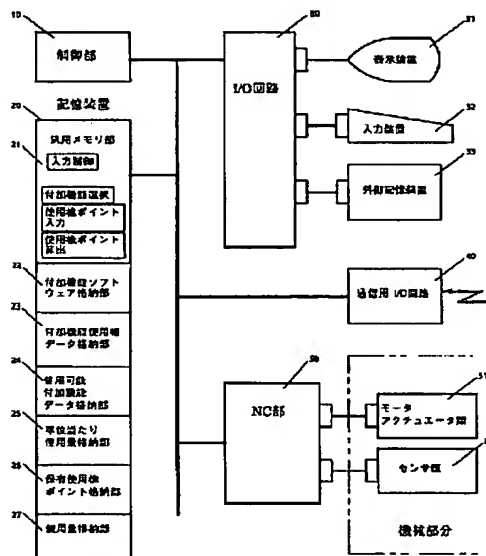 10
制御部
記憶装置
20
汎用メモリ部
21
入力制御
付加機能選択
使用権ポイント
入力
使用権ポイント
算出
22
付加機能ソフト
ウェア格納部
23
付加機能使用権
データ格納部
24
使用可能
付加機能
データ格納部
25
単位当たり
使用量格納部
26
保有使用権
ポイント格納部
27
使用量格納部
30
I/O回路
31
表示装置
32
入力装置
33
外部記憶装置
40
通信用 I/O回路
50
NC部
51
モータ
アクチュエータ類
センサ類
機械部分